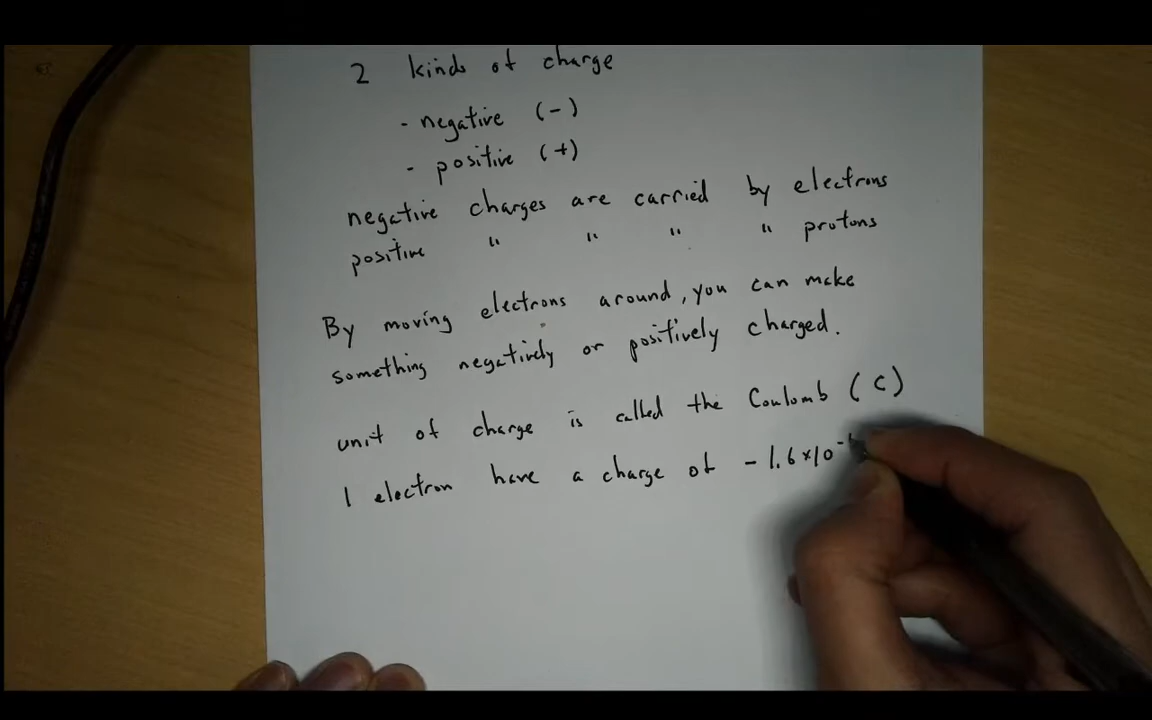 2 kinds of charge
- negative (-)
- positive (+)
negative charges are carried by electrons
positive " " " " protons
By moving electrons around, you can make
something negatively or positively charged.
unit of charge is called the Coulomb (C)
1 electron have a charge of - 1.6×10⁻